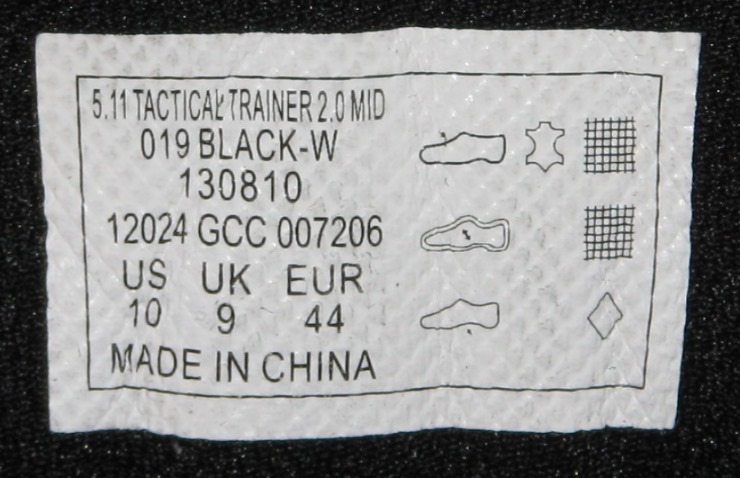 5.11 TACTICAL TRAINER 2.0 MID
019 BLACK-W
130810
12024 GCC 007206
US UK EUR
10 9 44
MADE IN CHINA